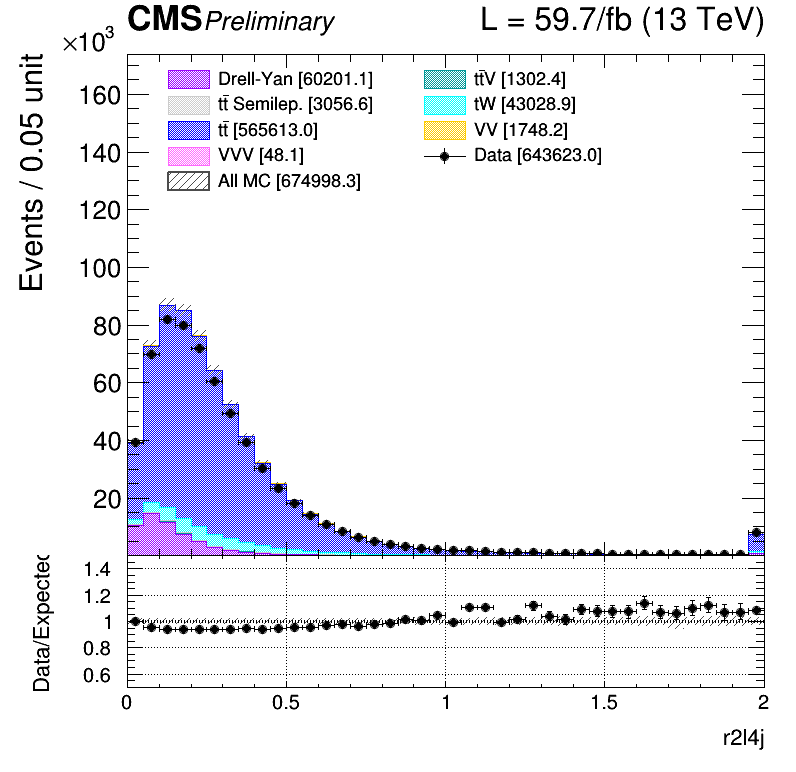 CMS Preliminary L = 59.7/fb (13 TeV)
×10³
Events / 0.05 unit
160
140
120
100
80
60
40
20
Drell-Yan [60201.1]
tt̄ Semilep. [3056.6]
tt̄ [565613.0]
VVV [48.1]
All MC [674998.3]
tt̄V [1302.4]
tW [43028.9]
VV [1748.2]
Data [643623.0]
Data/Expected
1.4
1.2
1
0.8
0.6
0 0.5 1 1.5 2
r2l4j